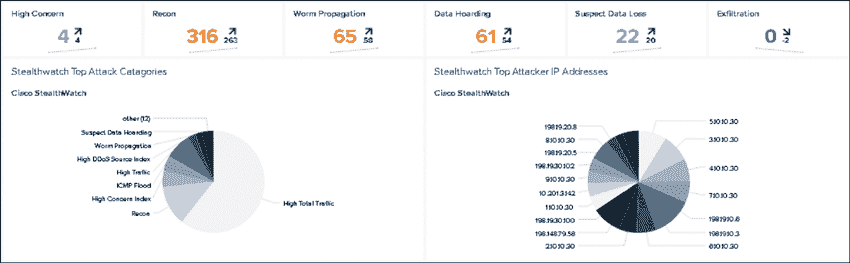 High Concern
4
4
Recon
316
263
Worm Propagation
65
58
Data Hoarding
61
54
Suspect Data Loss
22
20
Exfiltration
0
-2
Stealthwatch Top Attack Catagories
Cisco StealthWatch
other (12)
Suspect Data Hoarding
Worm Propagation
High DDoS Source Index
High Traffic
ICMP Flood
High Concern Index
Recon
High Total Traffic
Stealthwatch Top Attacker IP Addresses
Cisco StealthWatch
198.19.20.8
8.10.10.30
198.19.20.5
198.19.30.102
9.10.10.30
10.201.3.142
1.10.10.30
198.19.30.100
198.148.79.58
2.10.10.30
5.10.10.30
3.10.10.30
4.10.10.30
7.10.10.30
198.19.10.8
198.19.10.3
6.10.10.30